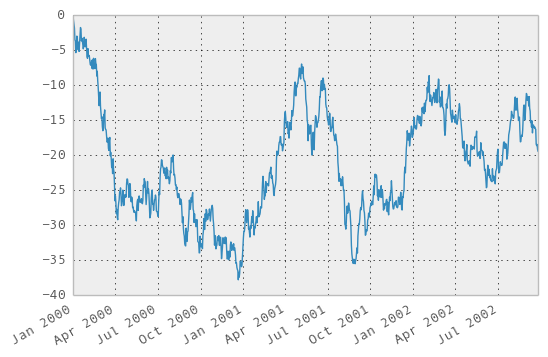 0
−5
−10
−15
−20
−25
−30
−35
−40
Jan 2000
Apr 2000
Jul 2000
Oct 2000
Jan 2001
Apr 2001
Jul 2001
Oct 2001
Jan 2002
Apr 2002
Jul 2002